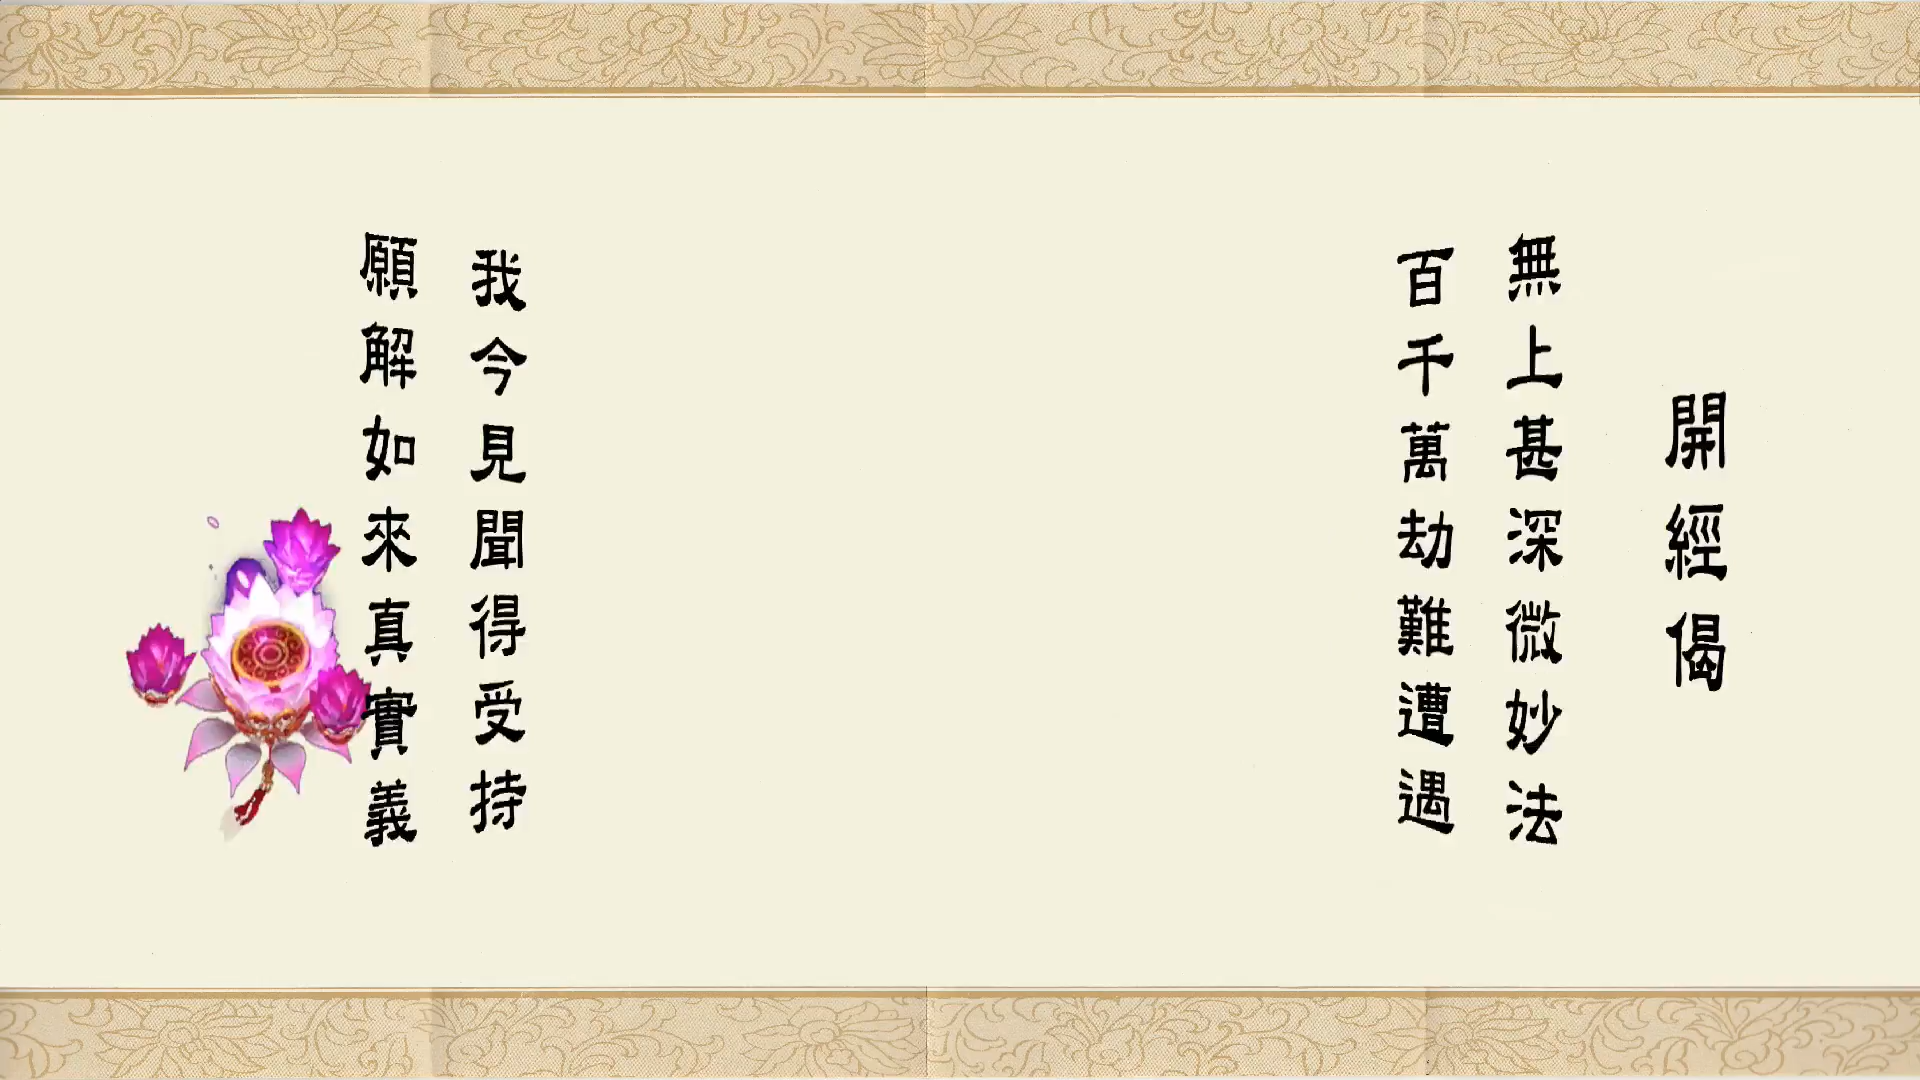 開經偈
無上甚深微妙法
百千萬劫難遭遇
我今見聞得受持
願解如來真實義